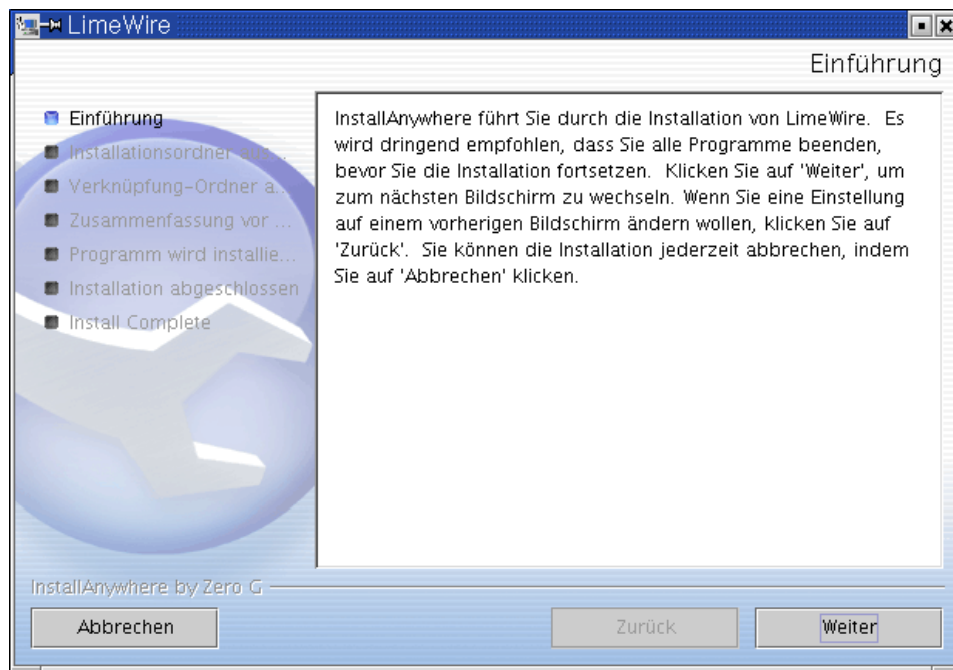 LimeWire
Einführung
Einführung
Installationsordner aus...
Verknüpfung-Ordner a...
Zusammenfassung vor ...
Programm wird installie...
Installation abgeschlossen
Install Complete
InstallAnywhere führt Sie durch die Installation von LimeWire. Es
wird dringend empfohlen, dass Sie alle Programme beenden,
bevor Sie die Installation fortsetzen. Klicken Sie auf 'Weiter', um
zum nächsten Bildschirm zu wechseln. Wenn Sie eine Einstellung
auf einem vorherigen Bildschirm ändern wollen, klicken Sie auf
'Zurück'. Sie können die Installation jederzeit abbrechen, indem
Sie auf 'Abbrechen' klicken.
InstallAnywhere by Zero G
Abbrechen
Zurück
Weiter